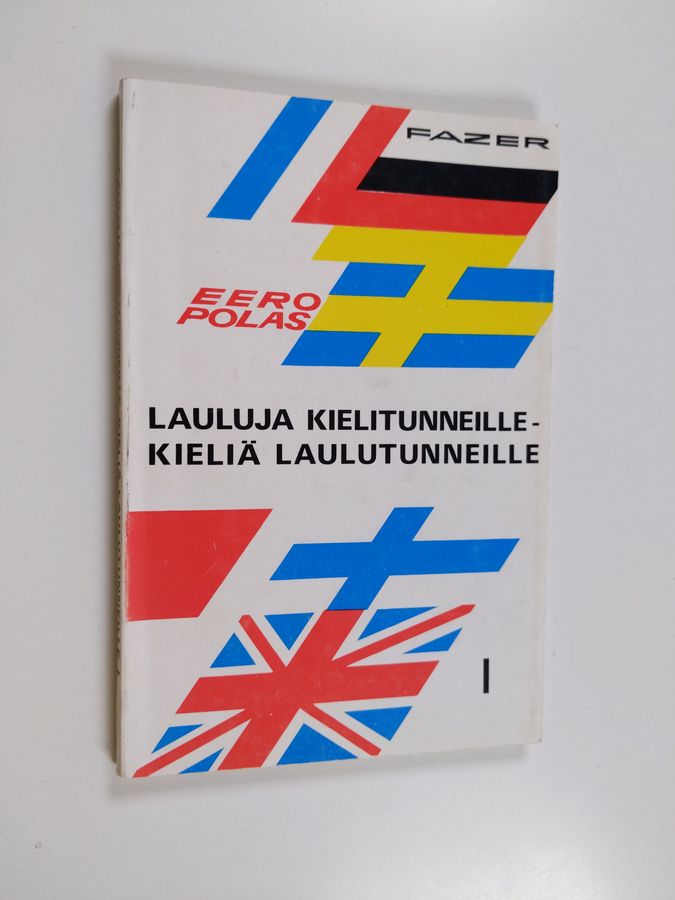 FAZER
EERO
POLAS
LAULUJA KIELITUNNEILLE-
KIELIÄ LAULUTUNNEILLE
I